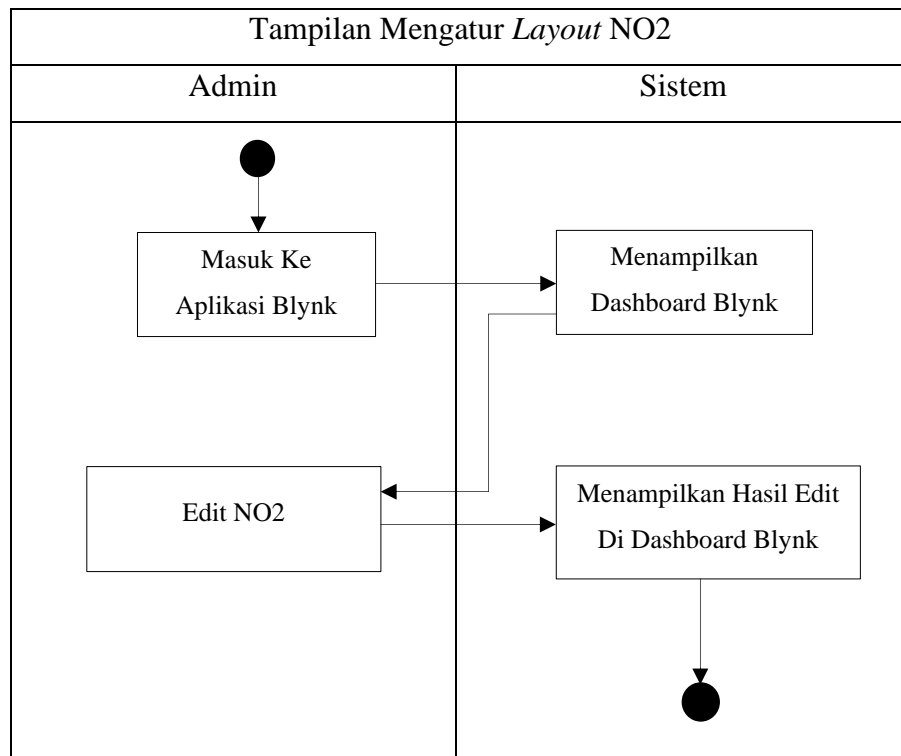 Tampilan Mengatur Layout NO2
Admin
Sistem
Masuk Ke
Aplikasi Blynk
Menampilkan
Dashboard Blynk
Edit NO2
Menampilkan Hasil Edit
Di Dashboard Blynk